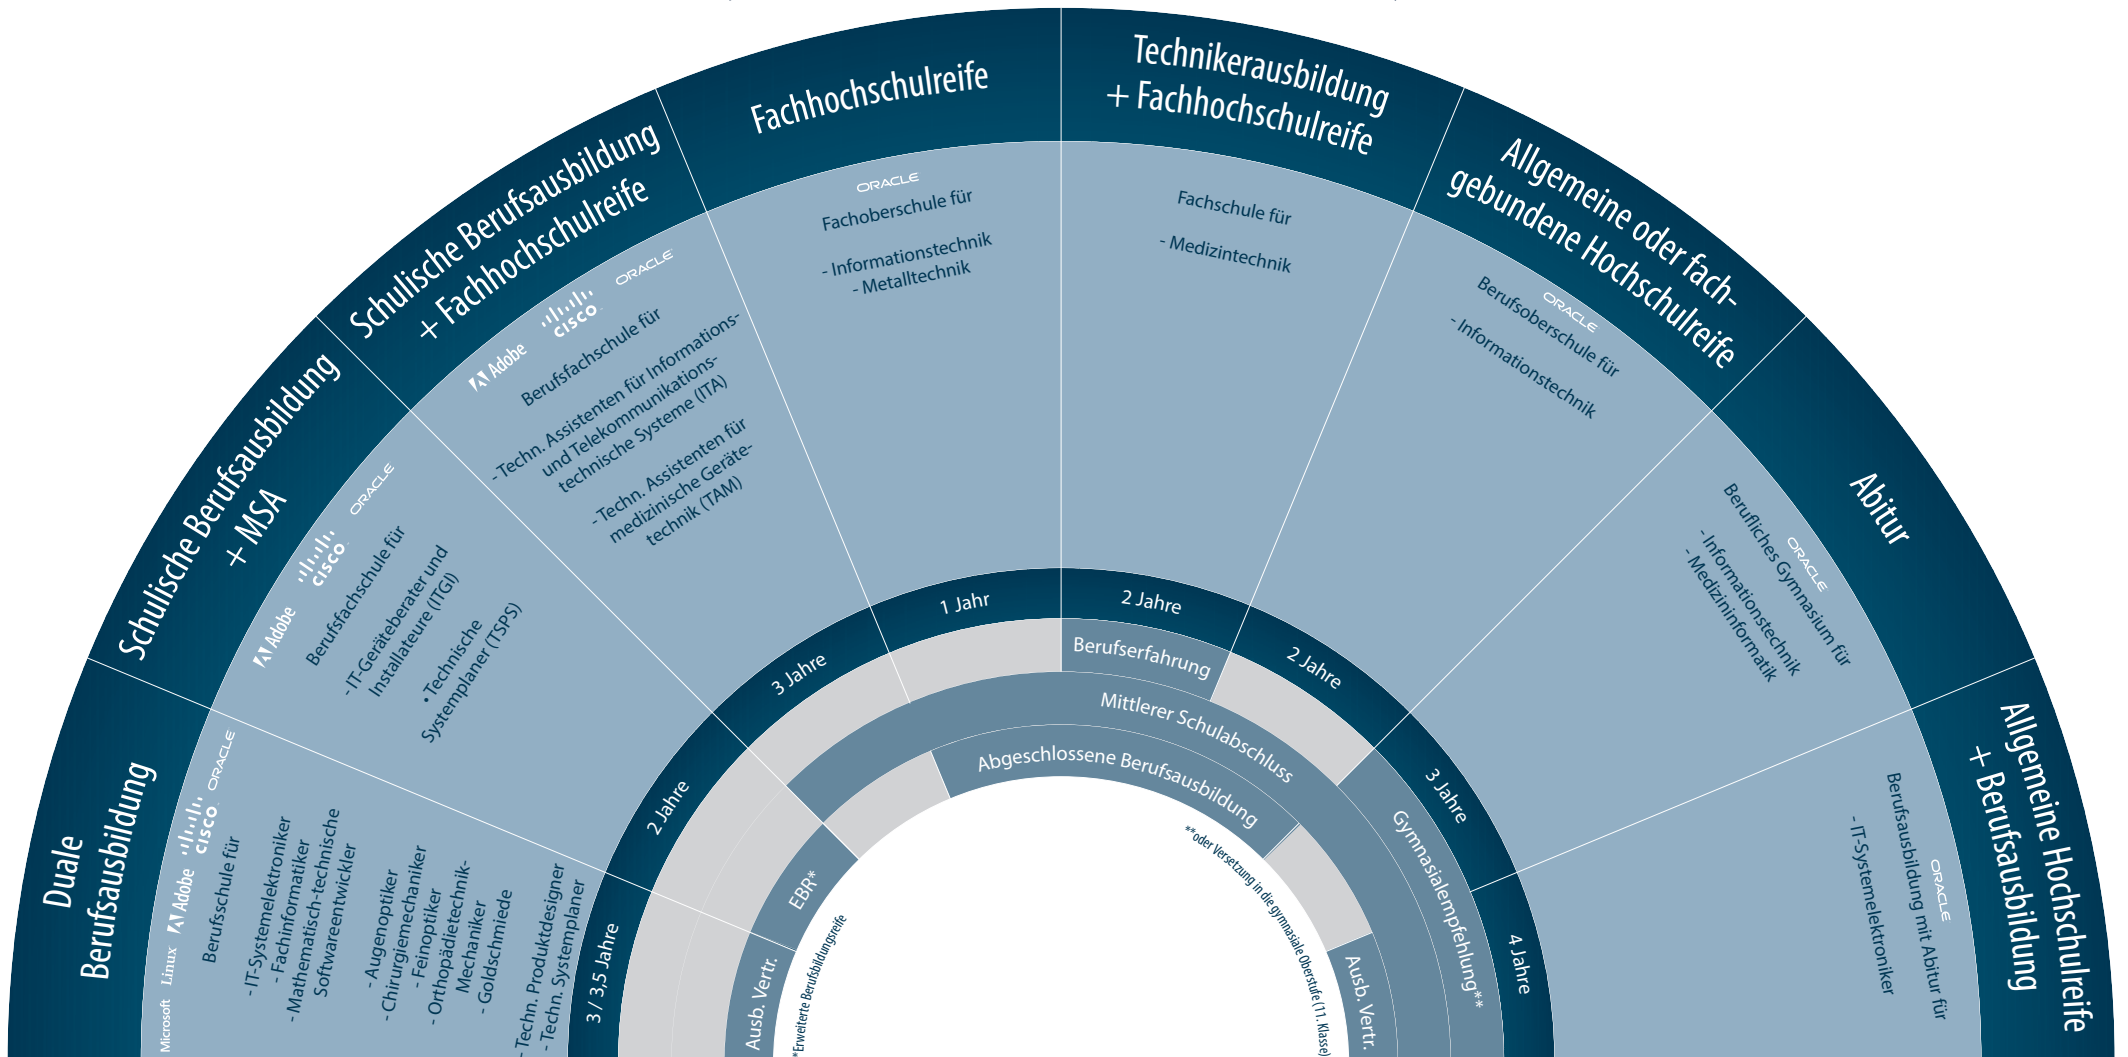 Duale
Berufsausbildung
Microsoft
Linux
Adobe
CISCO
ORACLE
Berufsschule für
- IT-Systemelektroniker
- Fachinformatiker
- Mathematisch-technische
Softwareentwickler
- Augenoptiker
- Chirurgiemechaniker
- Feinoptiker
- Orthopädietechnik-
Mechaniker
- Goldschmiede
- Techn. Produktdesigner
- Techn. Systemplaner
3 / 3,5 Jahre
Ausb. Vertr.
Schulische Berufsausbildung
+ MSA
Adobe
CISCO
ORACLE
Berufsfachschule für
- IT-Geräteberater und
Installateure (ITGI)
• Technische
Systemplaner (TSPS)
2 Jahre
EBR*
Schulische Berufsausbildung
+ Fachhochschulreife
Adobe
CISCO
ORACLE
Berufsfachschule für
-Techn. Assistenten für Informations-
und Telekommunikations-
technische Systeme (ITA)
- Techn. Assistenten für
medizinische Geräte-
technik (TAM)
3 Jahre
Fachhochschulreife
ORACLE
Fachoberschule für
- Informationstechnik
- Metalltechnik
1 Jahr
Technikerausbildung
+ Fachhochschulreife
Fachschule für
- Medizintechnik
2 Jahre
Berufserfahrung
Mittlerer Schulabschluss
Abgeschlossene Berufsausbildung
Allgemeine oder fach-
gebundene Hochschulreife
ORACLE
Berufsoberschule für
- Informationstechnik
2 Jahre
Abitur
ORACLE
Berufliches Gymnasium für
- Informationstechnik
- Medizininformatik
3 Jahre
Gymnasialempfehlung**
Allgemeine Hochschulreife
+ Berufsausbildung
ORACLE
Berufsausbildung mit Abitur für
- IT-Systemelektroniker
4 Jahre
Ausb. Vertr.
*Erweiterte Berufsbildungsreife
**oder Versetzung in die gymnasiale Oberstufe (11. Klasse)